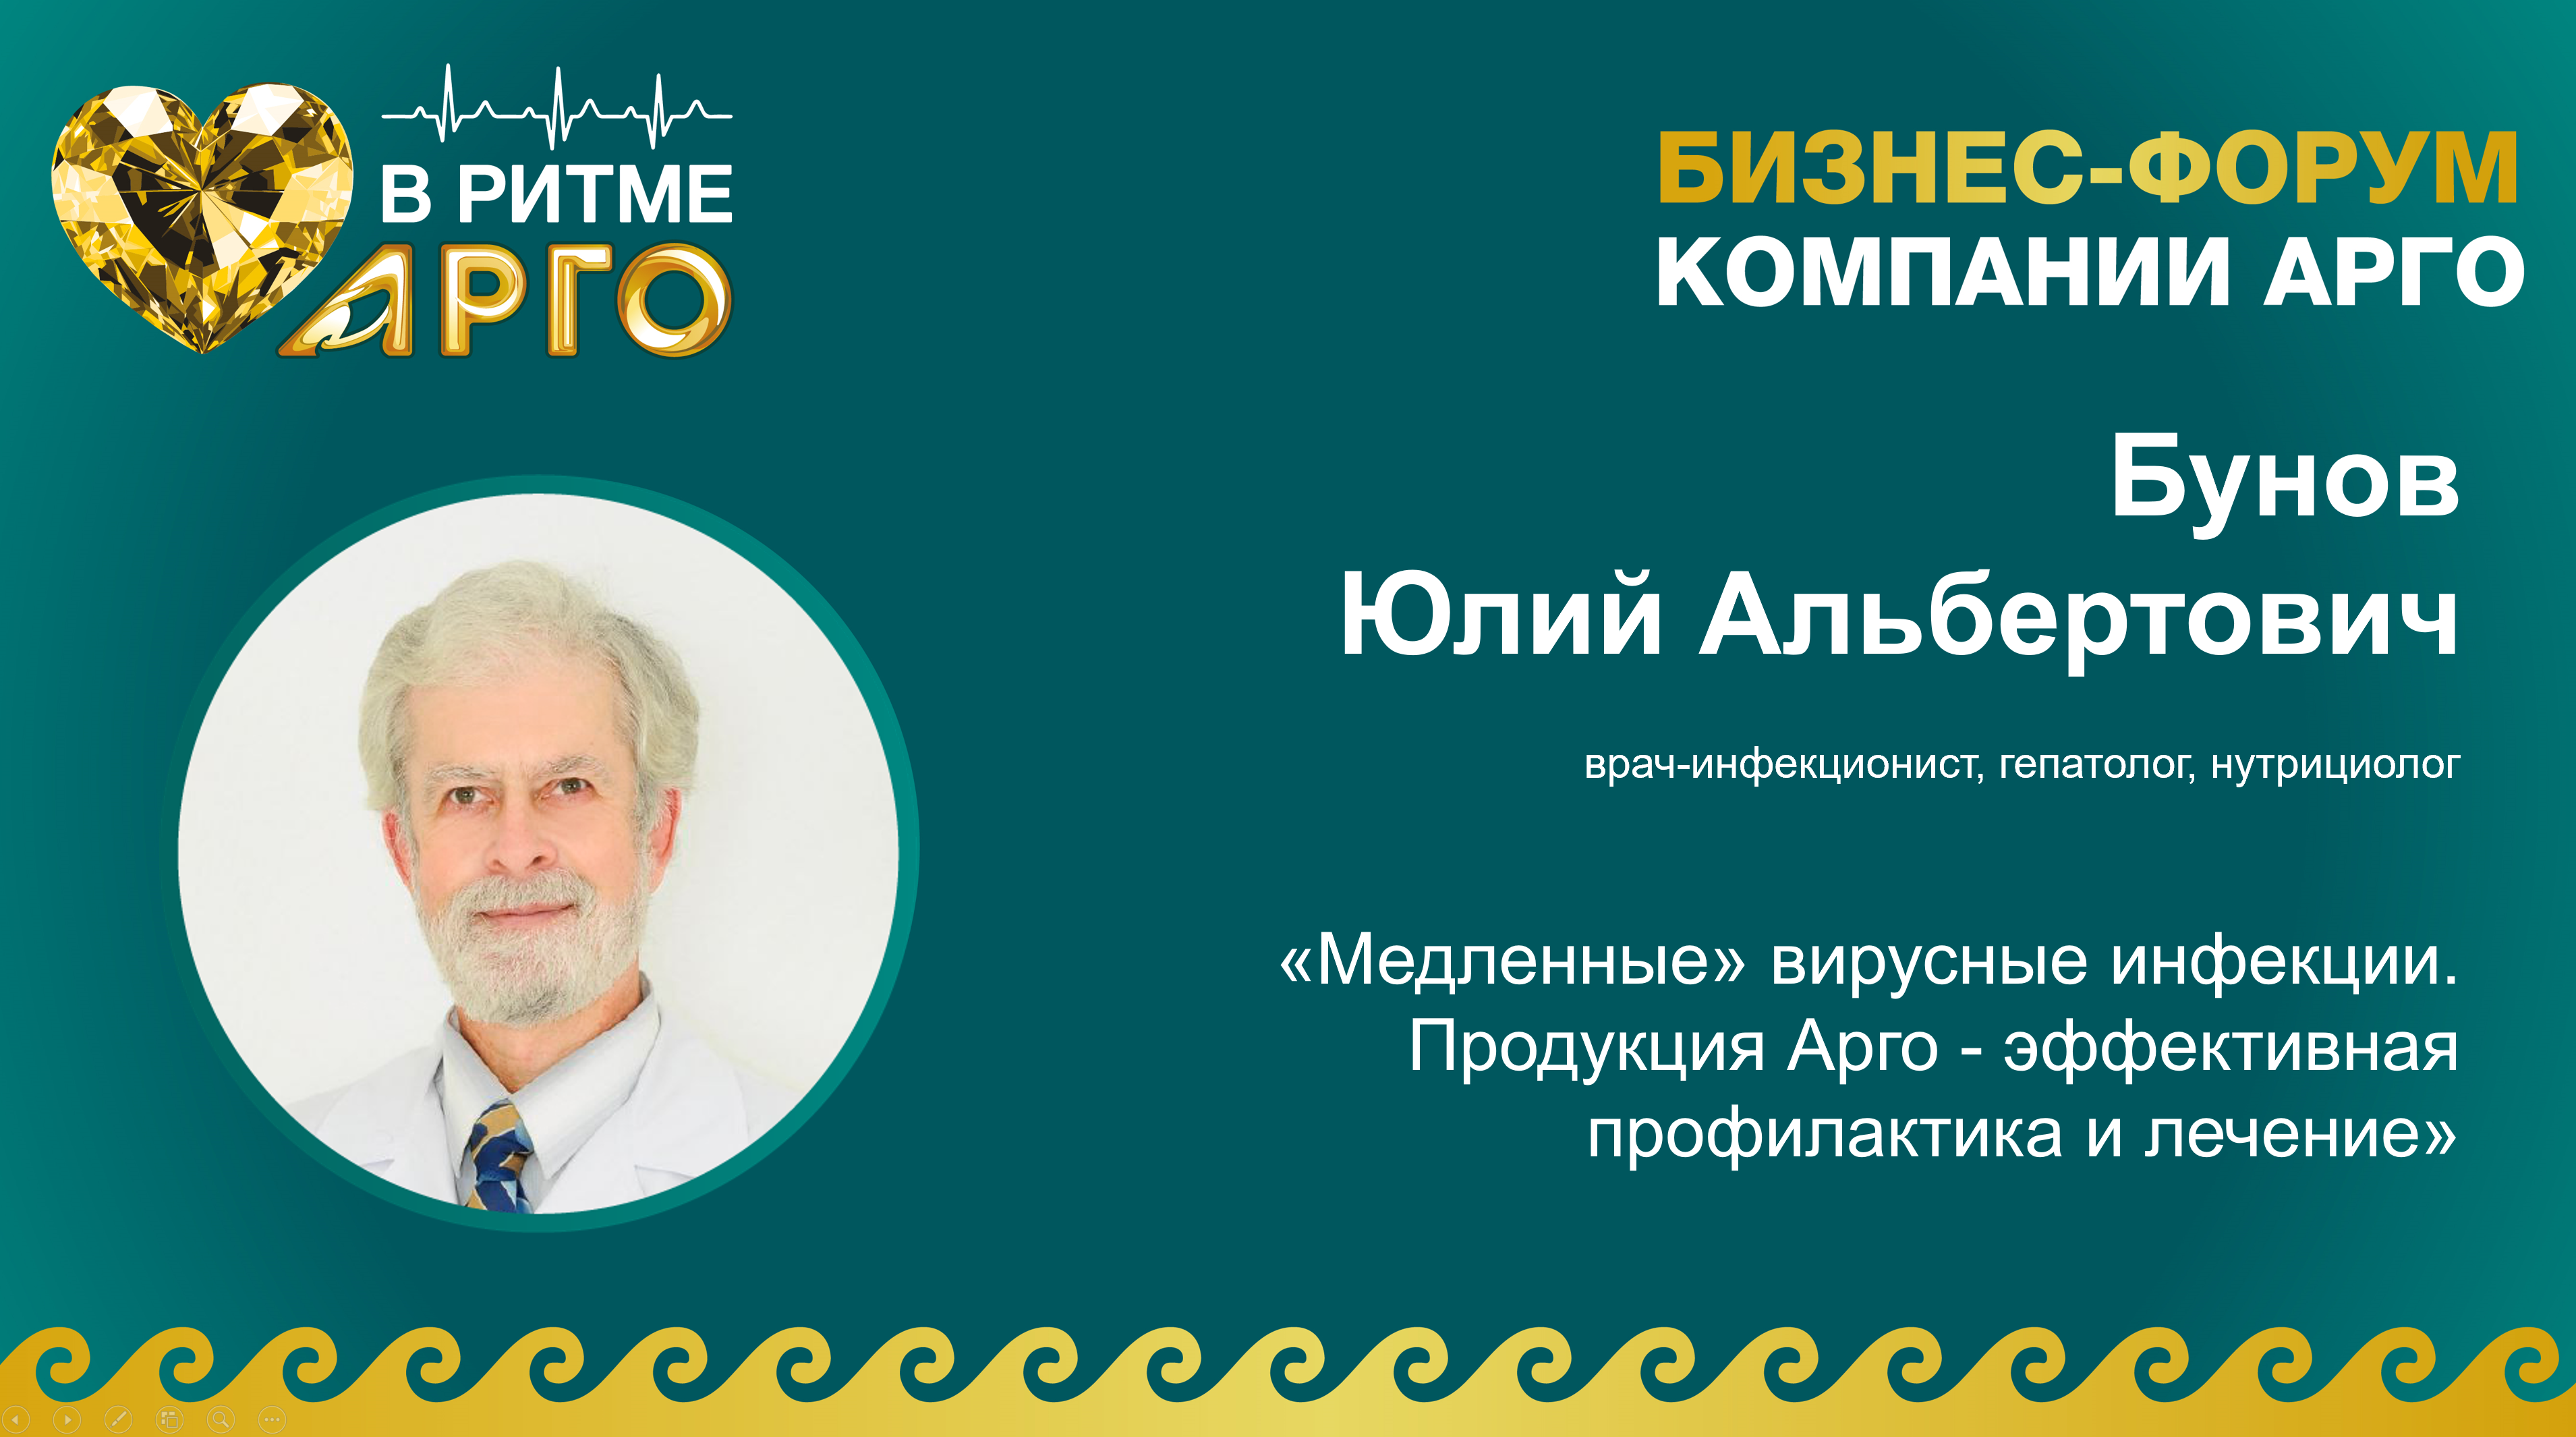 В РИТМЕ
АРГО
БИЗНЕС-ФОРУМ
КОМПАНИИ АРГО
Бунов
Юлий Альбертович
врач-инфекционист, гепатолог, нутрициолог
«Медленные» вирусные инфекции.
Продукция Арго - эффективная
профилактика и лечение»